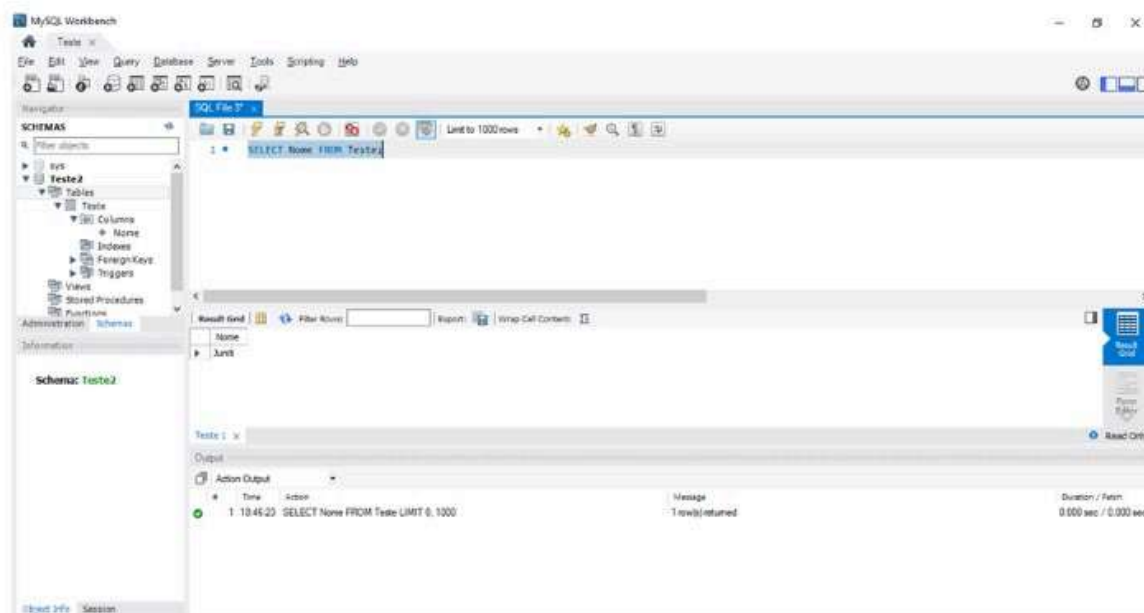 MySQL Workbench
Teste
File Edit View Query Database Server Tools Scripting Help
Navigator
SQL File 3*
SCHEMAS
Filter objects
Limit to 1000 rows
1 SELECT Nome FROM Teste;
sys
Teste2
Tables
Teste
Columns
Nome
Indexes
Foreign Keys
Triggers
Views
Stored Procedures
Functions
Administration Schemas
Result Grid Filter Rows: Export: Wrap Cell Content:
Information
Nome
Junit
Result Grid
Schema: Teste2
Form Editor
Teste 1
Read Only
Output
Action Output
# Time Action Message Duration / Fetch
1 18:46:23 SELECT Nome FROM Teste LIMIT 0, 1000 1 row(s) returned 0.000 sec / 0.000 sec
Object Info Session